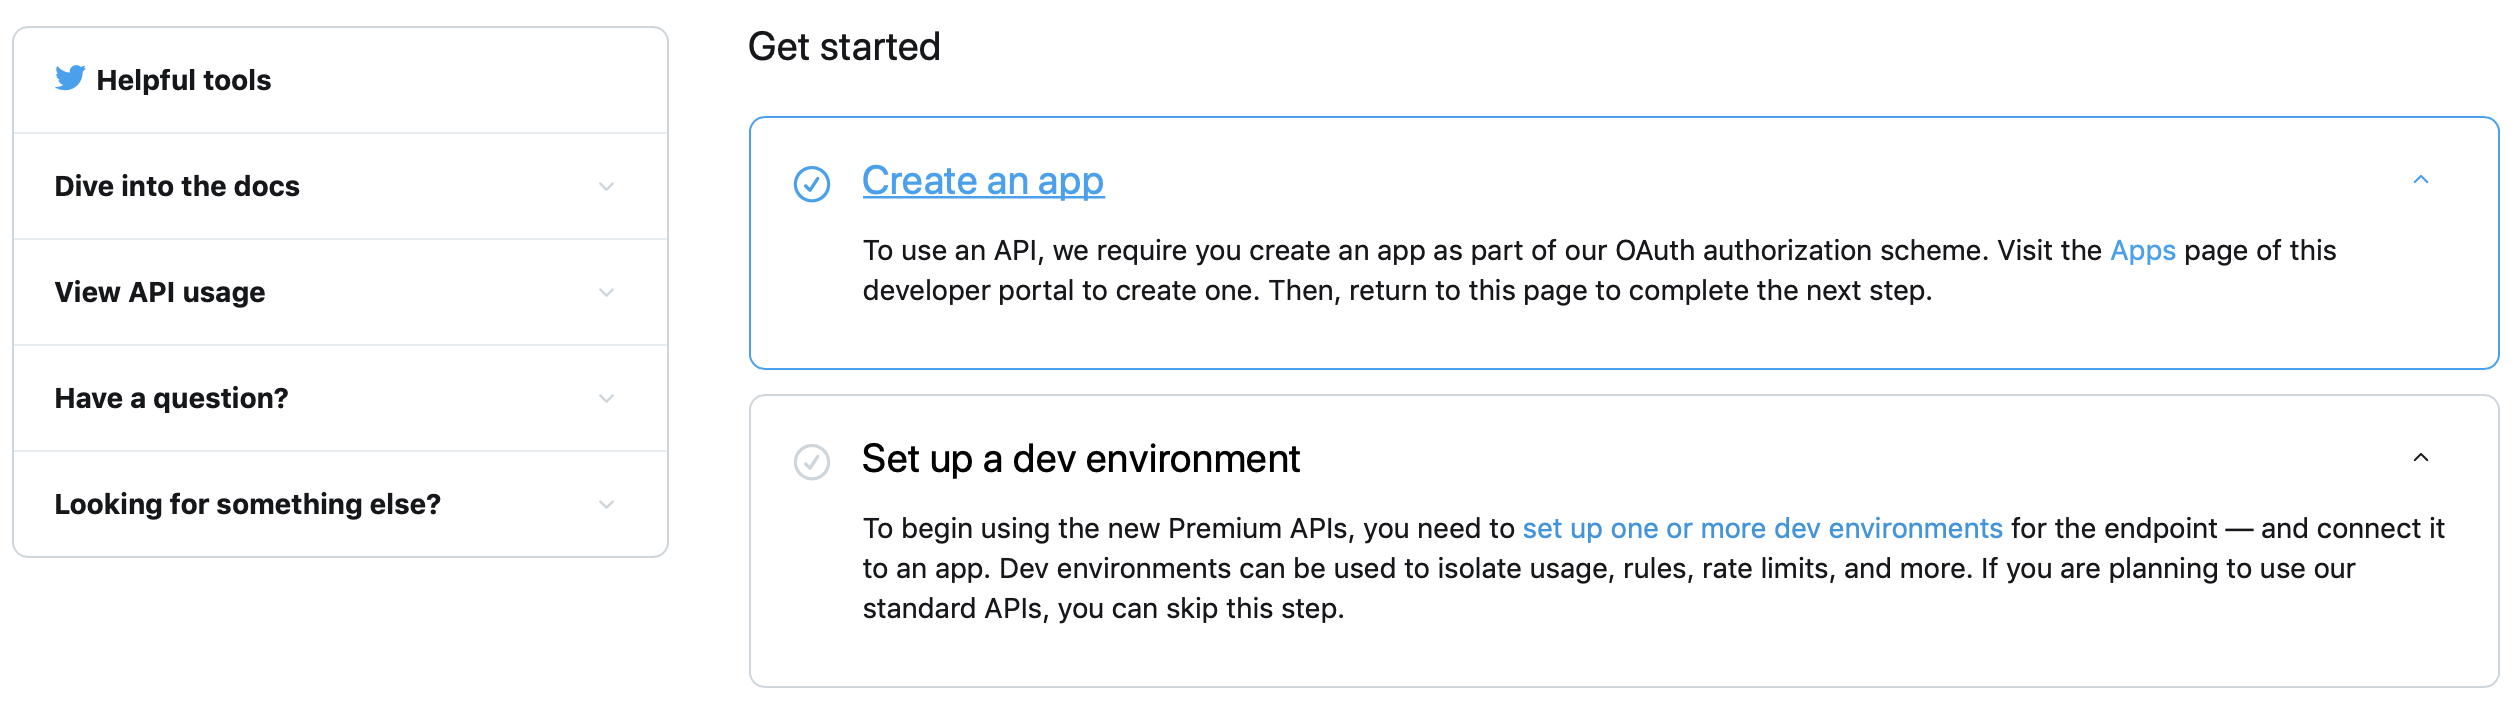 Helpful tools
Dive into the docs
View API usage
Have a question?
Looking for something else?
Get started
Create an app
To use an API, we require you create an app as part of our OAuth authorization scheme. Visit the Apps page of this
developer portal to create one. Then, return to this page to complete the next step.
Set up a dev environment
To begin using the new Premium APIs, you need to set up one or more dev environments for the endpoint — and connect it
to an app. Dev environments can be used to isolate usage, rules, rate limits, and more. If you are planning to use our
standard APIs, you can skip this step.